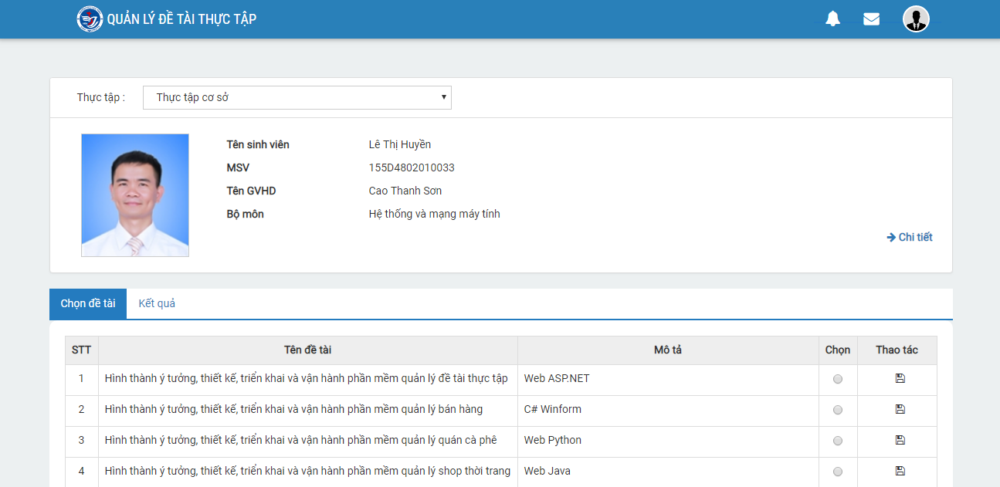 QUẢN LÝ ĐỀ TÀI THỰC TẬP
Thực tập : Thực tập cơ sở
Tên sinh viên Lê Thị Huyền
MSV 155D4802010033
Tên GVHD Cao Thanh Sơn
Bộ môn Hệ thống và mạng máy tính
Chi tiết
Chọn đề tài Kết quả
STT Tên đề tài Mô tả Chọn Thao tác
1 Hình thành ý tưởng, thiết kế, triển khai và vận hành phần mềm quản lý đề tài thực tập Web ASP.NET
2 Hình thành ý tưởng, thiết kế, triển khai và vận hành phần mềm quản lý bán hàng C# Winform
3 Hình thành ý tưởng, thiết kế, triển khai và vận hành phần mềm quản lý quán cà phê Web Python
4 Hình thành ý tưởng, thiết kế, triển khai và vận hành phần mềm quản lý shop thời trang Web Java